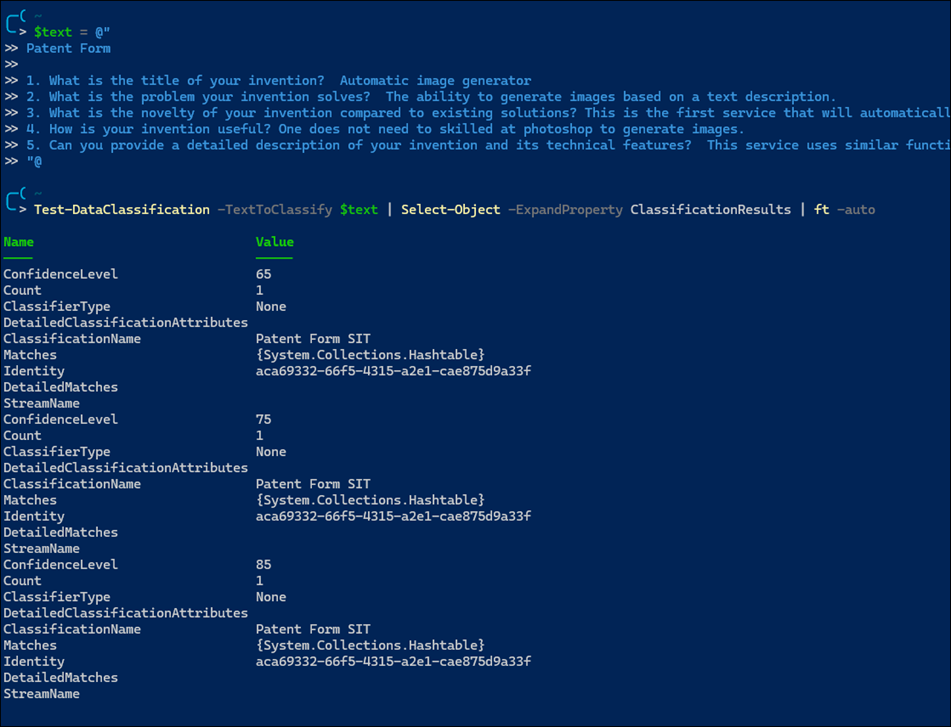 ~
> $text = @"
>> Patent Form
>>
>> 1. What is the title of your invention?  Automatic image generator
>> 2. What is the problem your invention solves?  The ability to generate images based on a text description.
>> 3. What is the novelty of your invention compared to existing solutions? This is the first service that will automaticall
>> 4. How is your invention useful? One does not need to skilled at photoshop to generate images.
>> 5. Can you provide a detailed description of your invention and its technical features?  This service uses similar functi
>> "@
~
> Test-DataClassification -TextToClassify $text | Select-Object -ExpandProperty ClassificationResults | ft -auto
Name Value
ConfidenceLevel 65
Count 1
ClassifierType None
DetailedClassificationAttributes
ClassificationName Patent Form SIT
Matches {System.Collections.Hashtable}
Identity aca69332-66f5-4315-a2e1-cae875d9a33f
DetailedMatches
StreamName
ConfidenceLevel 75
Count 1
ClassifierType None
DetailedClassificationAttributes
ClassificationName Patent Form SIT
Matches {System.Collections.Hashtable}
Identity aca69332-66f5-4315-a2e1-cae875d9a33f
DetailedMatches
StreamName
ConfidenceLevel 85
Count 1
ClassifierType None
DetailedClassificationAttributes
ClassificationName Patent Form SIT
Matches {System.Collections.Hashtable}
Identity aca69332-66f5-4315-a2e1-cae875d9a33f
DetailedMatches
StreamName